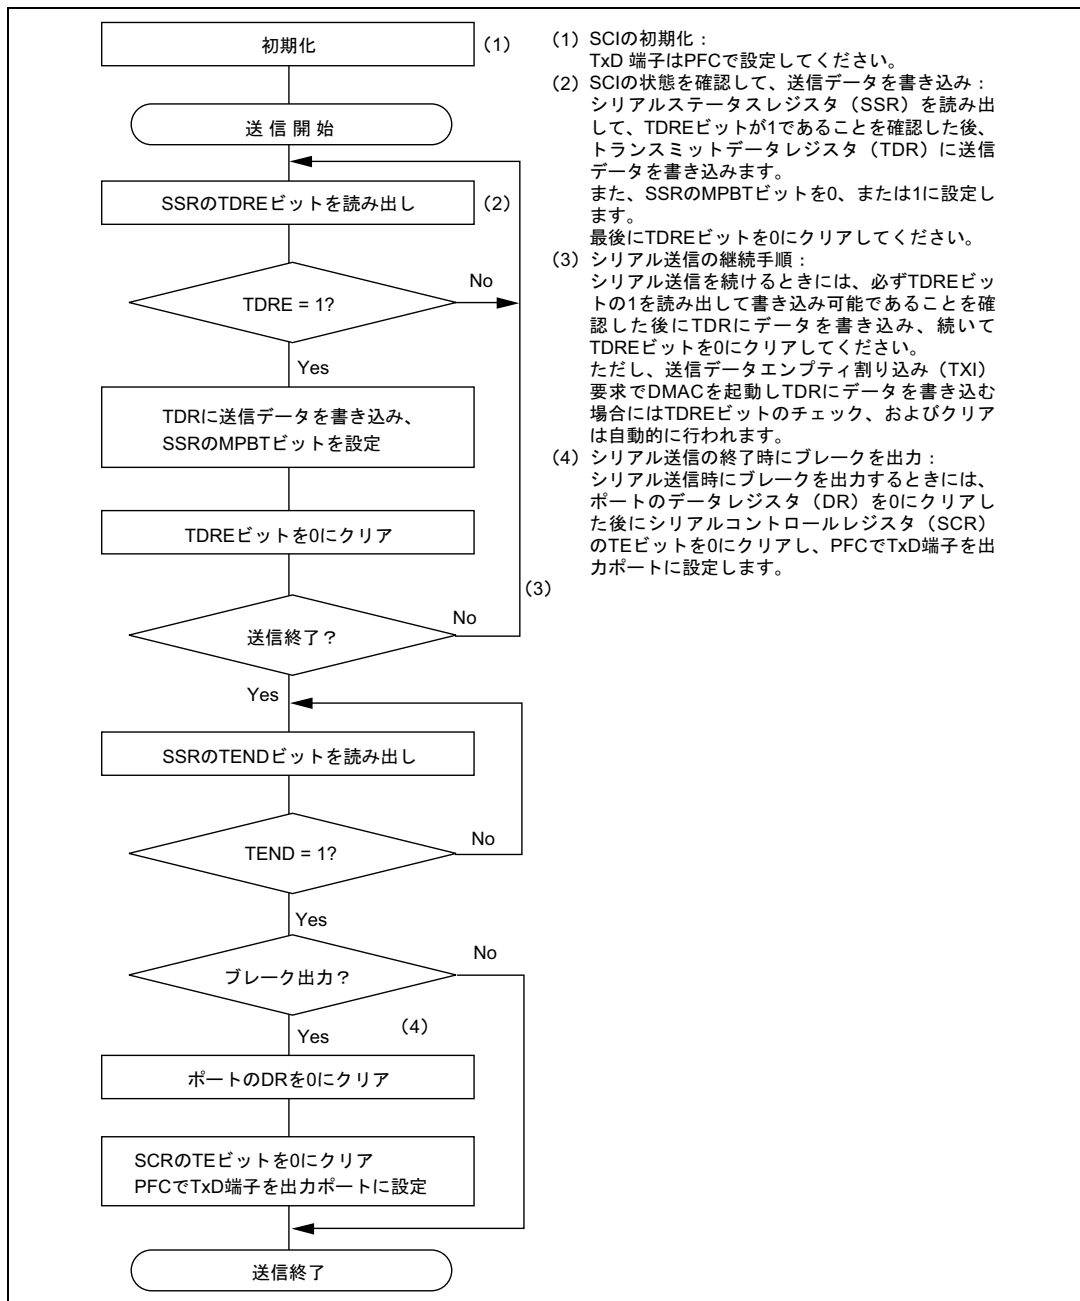 初期化
(1)
送信開始
SSRのTDREビットを読み出し
(2)
TDRE = 1?
No
Yes
TDRに送信データを書き込み、
SSRのMPBTビットを設定
TDREビットを0にクリア
(3)
送信終了？
No
Yes
SSRのTENDビットを読み出し
TEND = 1?
No
Yes
ブレーク出力？
No
Yes
(4)
ポートのDRを0にクリア
SCRのTEビットを0にクリア
PFCでTxD端子を出力ポートに設定
送信終了
(1) SCIの初期化：
TxD 端子はPFCで設定してください。
(2) SCIの状態を確認して、送信データを書き込み：
シリアルステータスレジスタ（SSR）を読み出
して、TDREビットが1であることを確認した後、
トランスミットデータレジスタ（TDR）に送信
データを書き込みます。
また、SSRのMPBTビットを0、または1に設定し
ます。
最後にTDREビットを0にクリアしてください。
(3) シリアル送信の継続手順：
シリアル送信を続けるときには、必ずTDREビッ
トの1を読み出して書き込み可能であることを確
認した後にTDRにデータを書き込み、続いて
TDREビットを0にクリアしてください。
ただし、送信データエンプティ割り込み（TXI）
要求でDMACを起動しTDRにデータを書き込む
場合にはTDREビットのチェック、およびクリア
は自動的に行われます。
(4) シリアル送信の終了時にブレークを出力：
シリアル送信時にブレークを出力するときには、
ポートのデータレジスタ（DR）を0にクリアし
た後にシリアルコントロールレジスタ（SCR）
のTEビットを0にクリアし、PFCでTxD端子を出
力ポートに設定します。